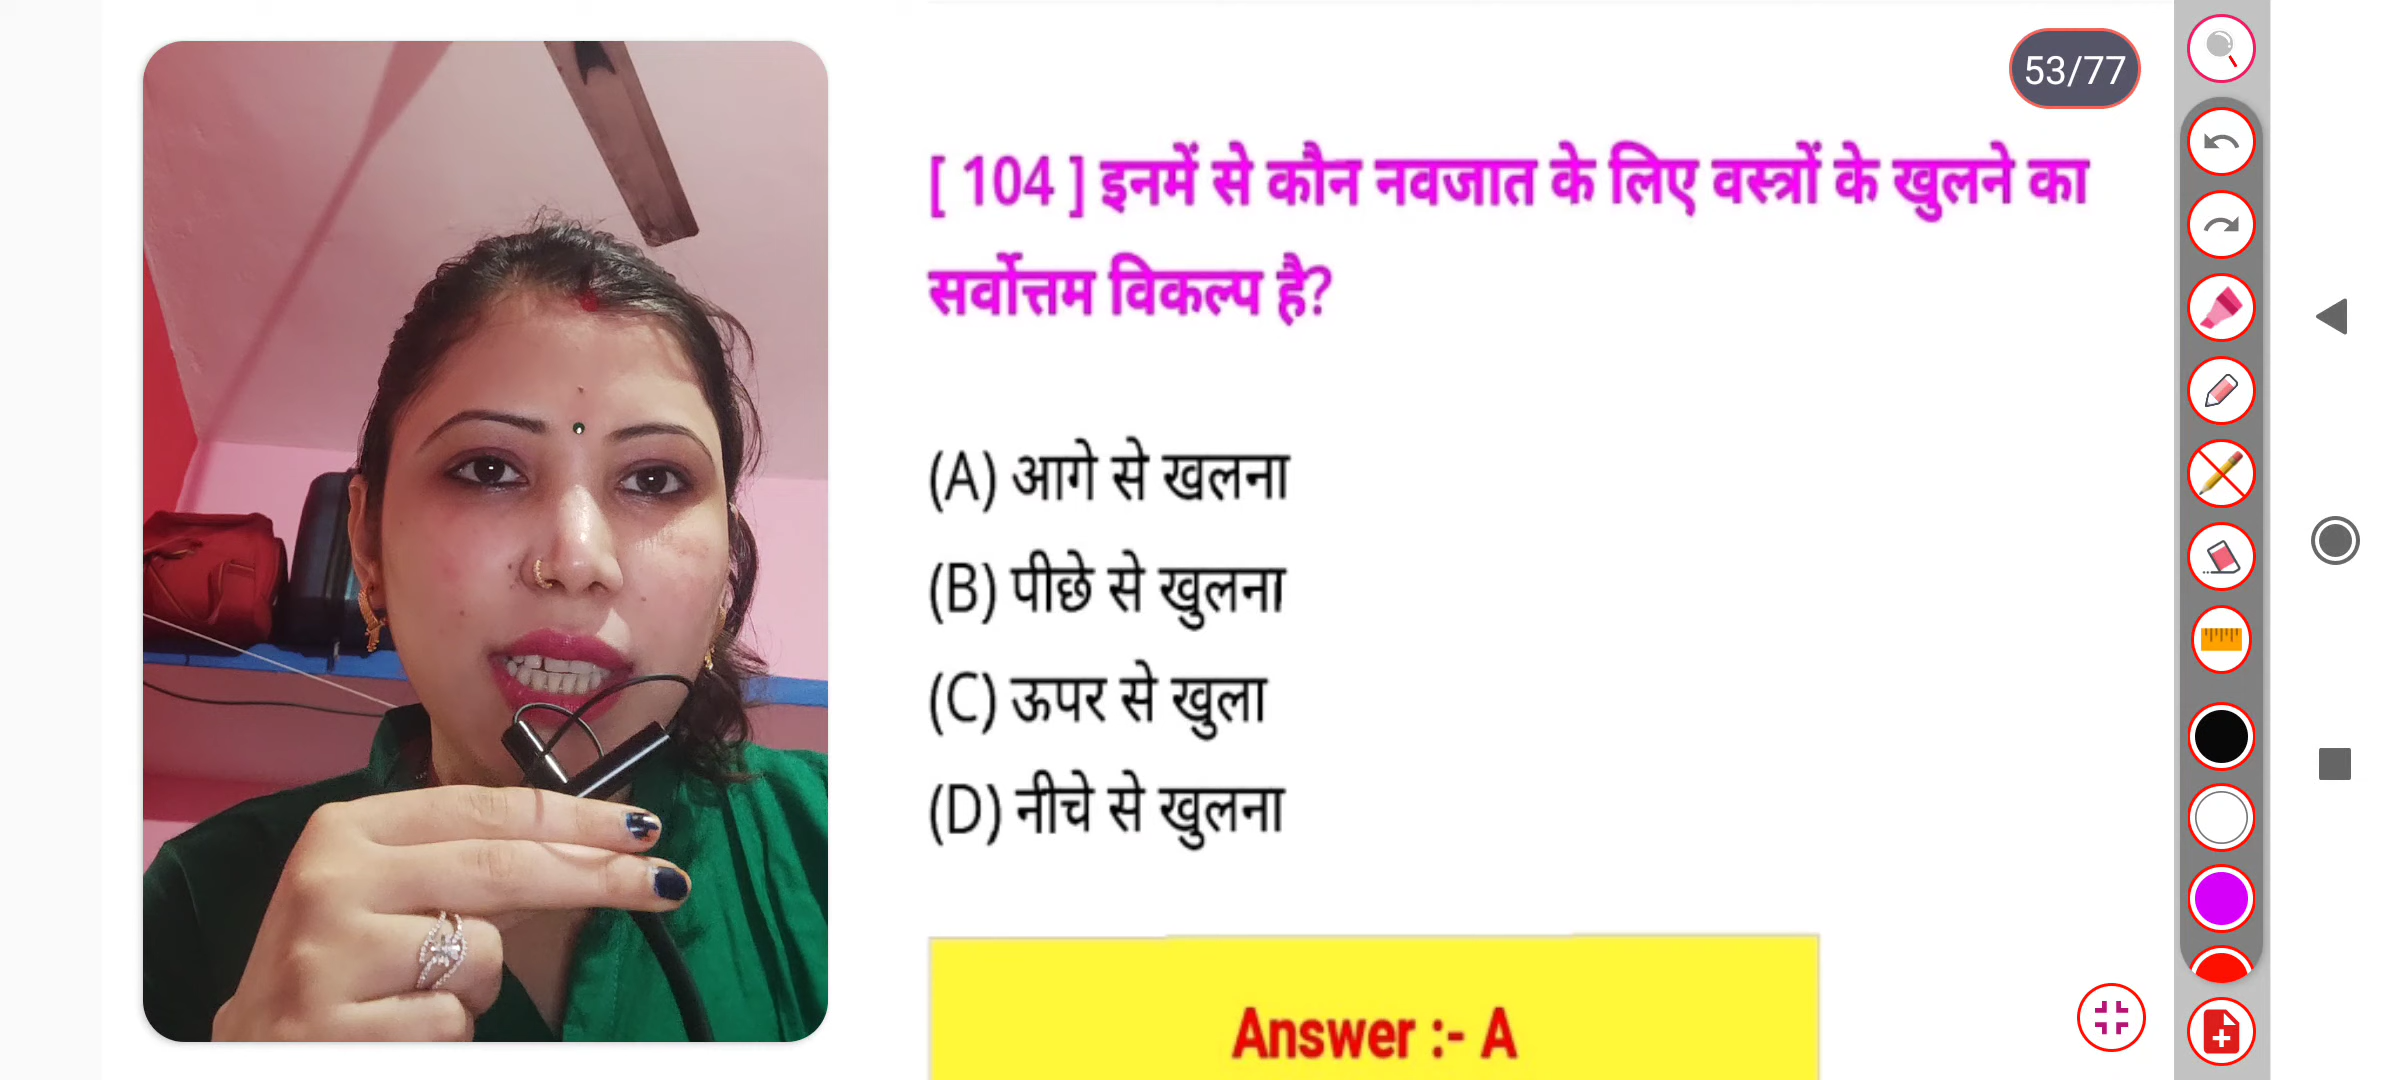 53/77
[ 104 ] इनमें से कौन नवजात के लिए वस्त्रों के खुलने का
सर्वोत्तम विकल्प है?
(A) आगे से खलना
(B) पीछे से खुलना
(C) ऊपर से खुला
(D) नीचे से खुलना
Answer :- A